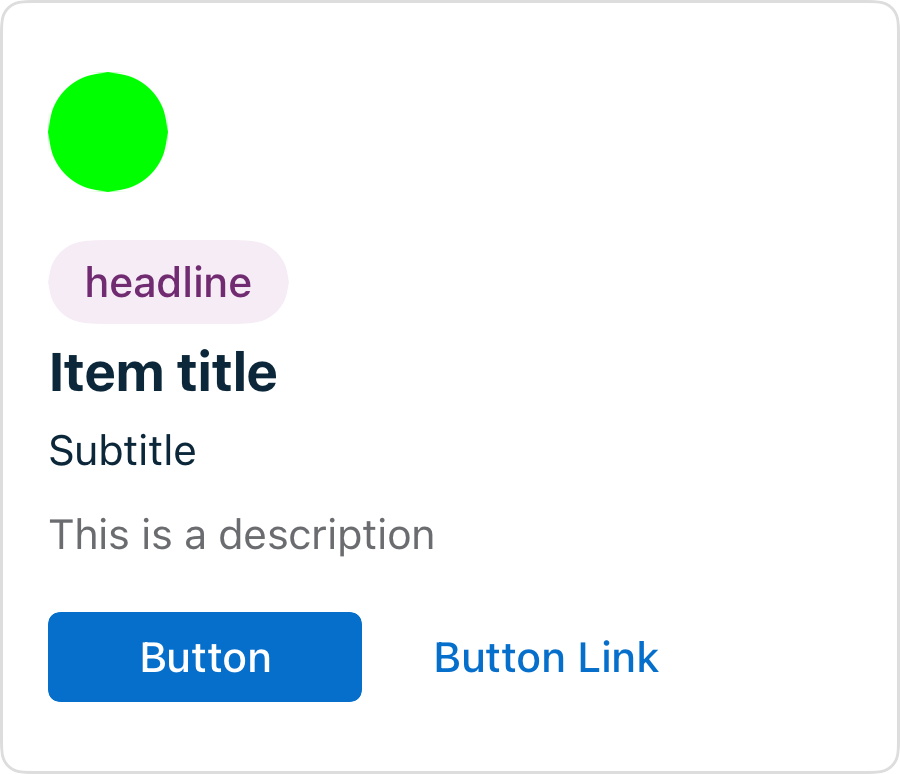 headline
Item title
Subtitle
This is a description
Button Button Link